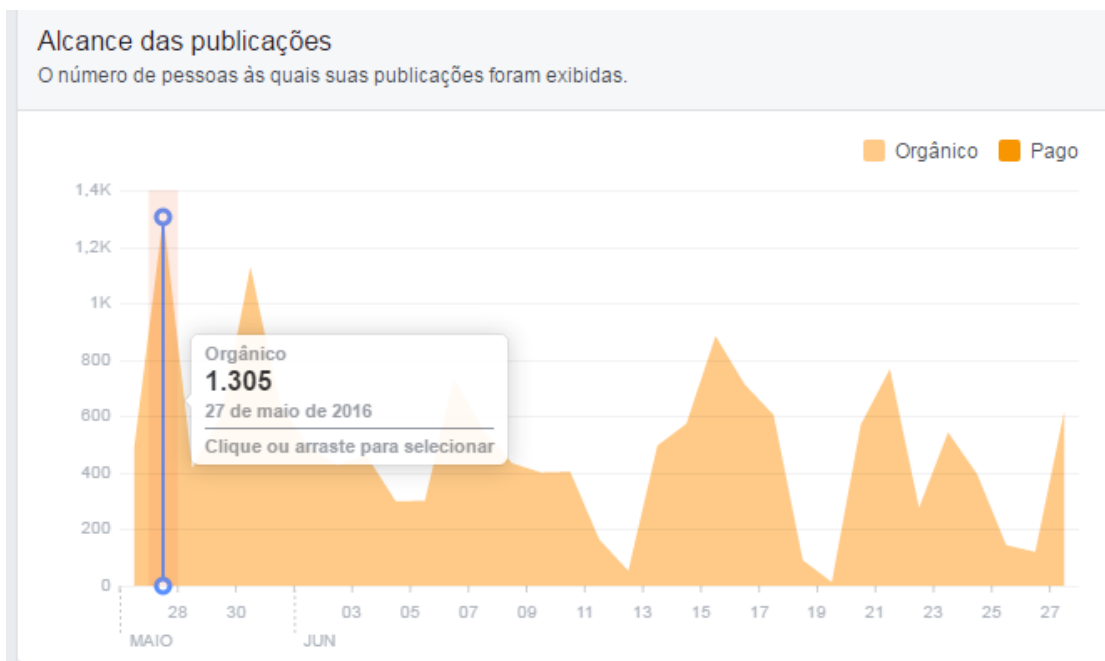 Alcance das publicações
O número de pessoas às quais suas publicações foram exibidas.
Orgânico Pago
1,4K
1,2K
1K
800
600
400
200
0
Orgânico
1.305
27 de maio de 2016
Clique ou arraste para selecionar
28 30 03 05 07 09 11 13 15 17 19 21 23 25 27
MAIO JUN